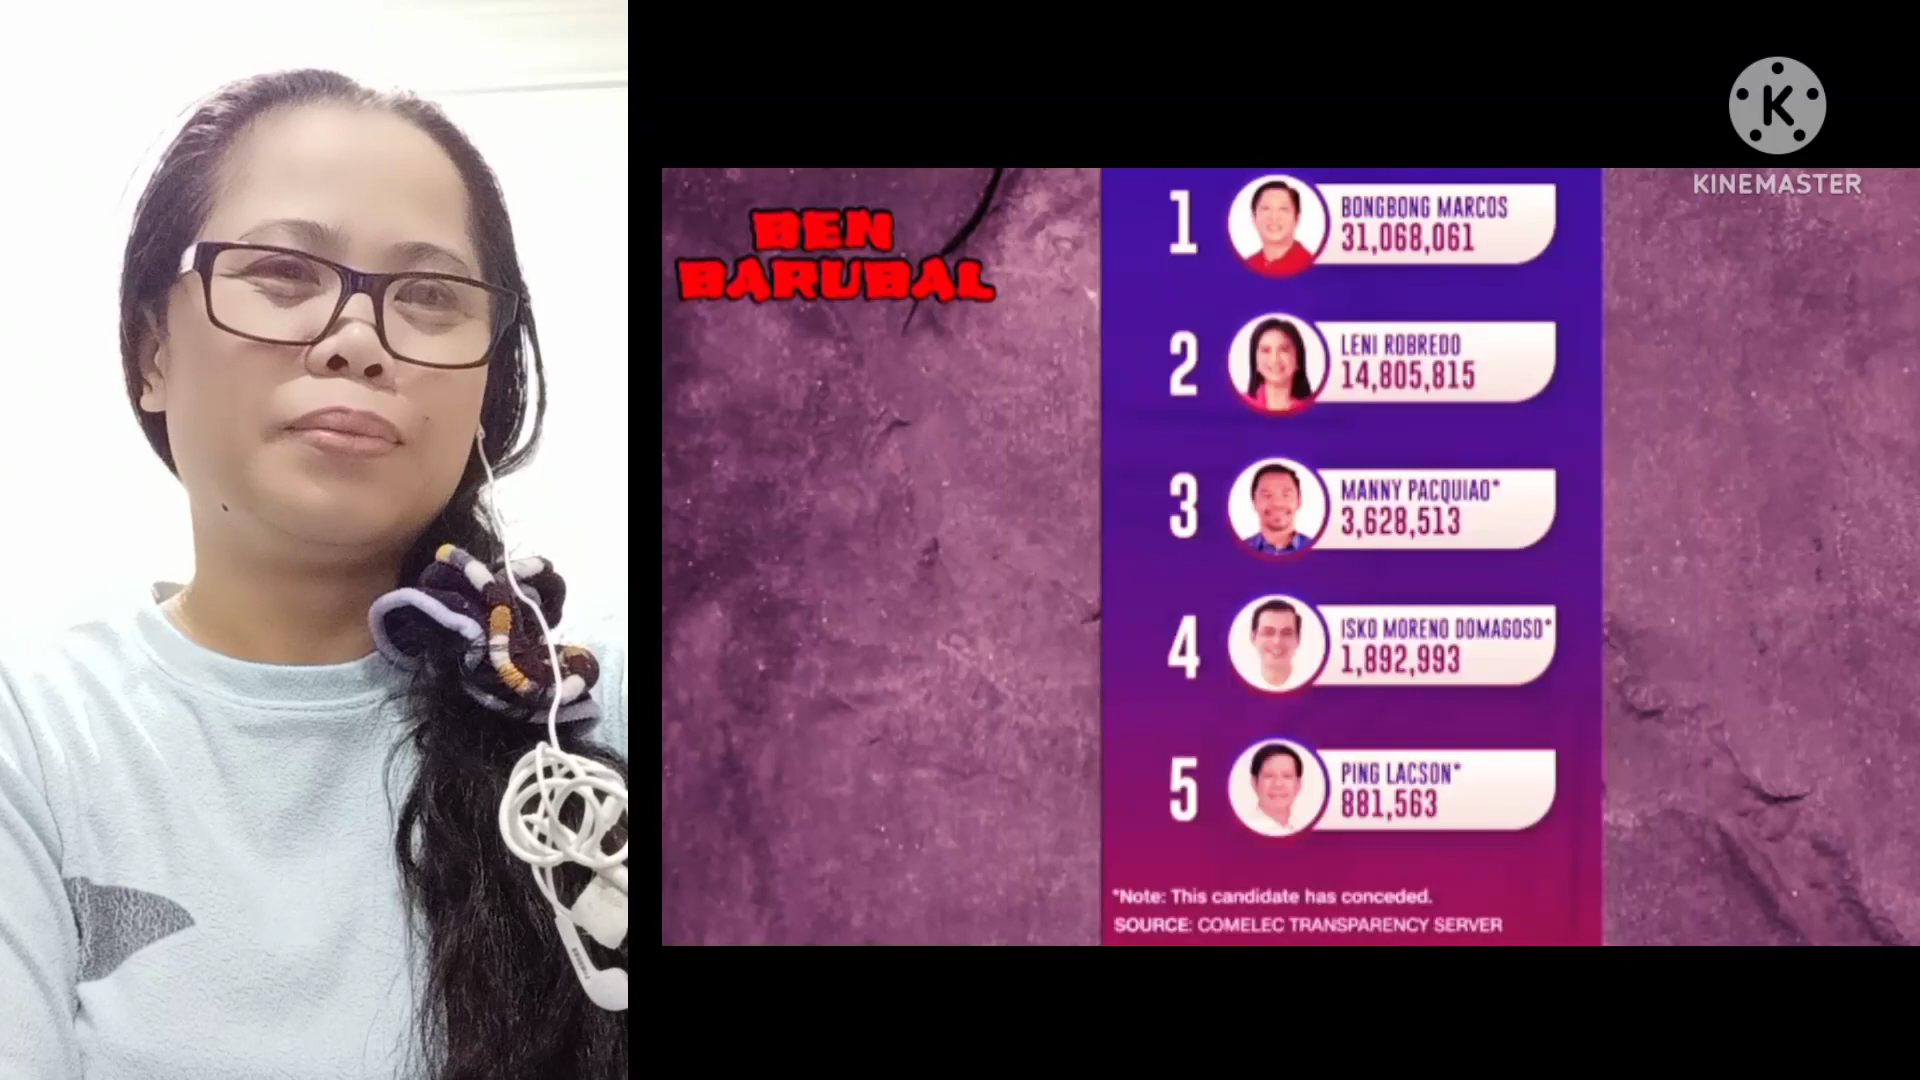 K
KINEMASTER
BEN
BARUBAL
1
BONGBONG MARCOS
31,068,061
2
LENI ROBREDO
14,805,815
3
MANNY PACQUIAO*
3,628,513
4
ISKO MORENO DOMAGOSO*
1,892,993
5
PING LACSON*
881,563
*Note: This candidate has conceded.
SOURCE: COMELEC TRANSPARENCY SERVER